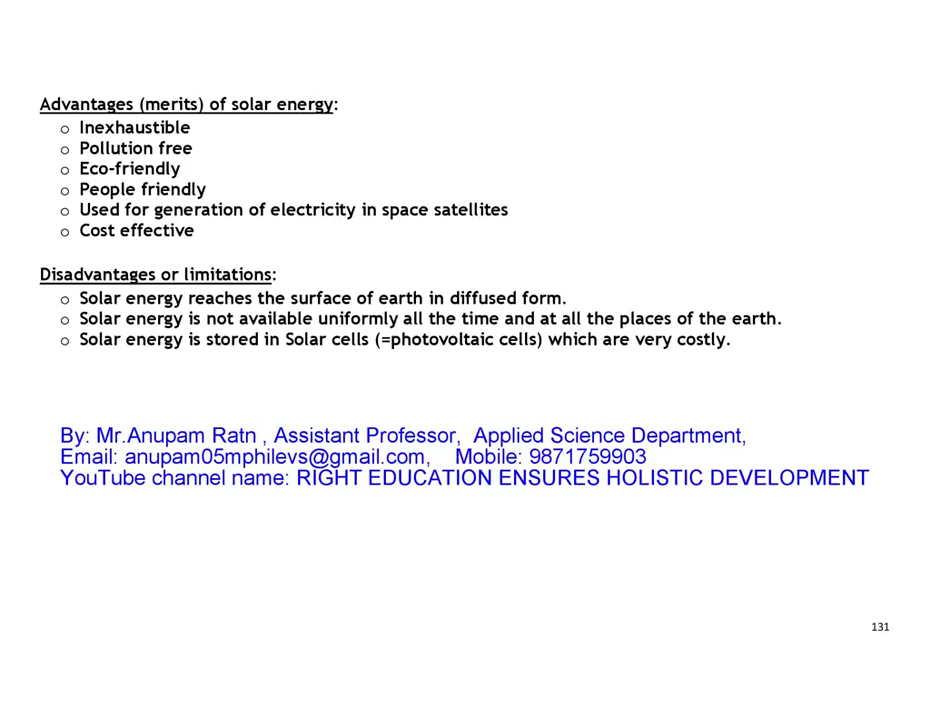 Advantages (merits) of solar energy:
o Inexhaustible
o Pollution free
o Eco-friendly
o People friendly
o Used for generation of electricity in space satellites
o Cost effective
Disadvantages or limitations:
o Solar energy reaches the surface of earth in diffused form.
o Solar energy is not available uniformly all the time and at all the places of the earth.
o Solar energy is stored in Solar cells (=photovoltaic cells) which are very costly.
By: Mr.Anupam Ratn , Assistant Professor, Applied Science Department,
Email: anupam05mphilevs@gmail.com, Mobile: 9871759903
YouTube channel name: RIGHT EDUCATION ENSURES HOLISTIC DEVELOPMENT
131